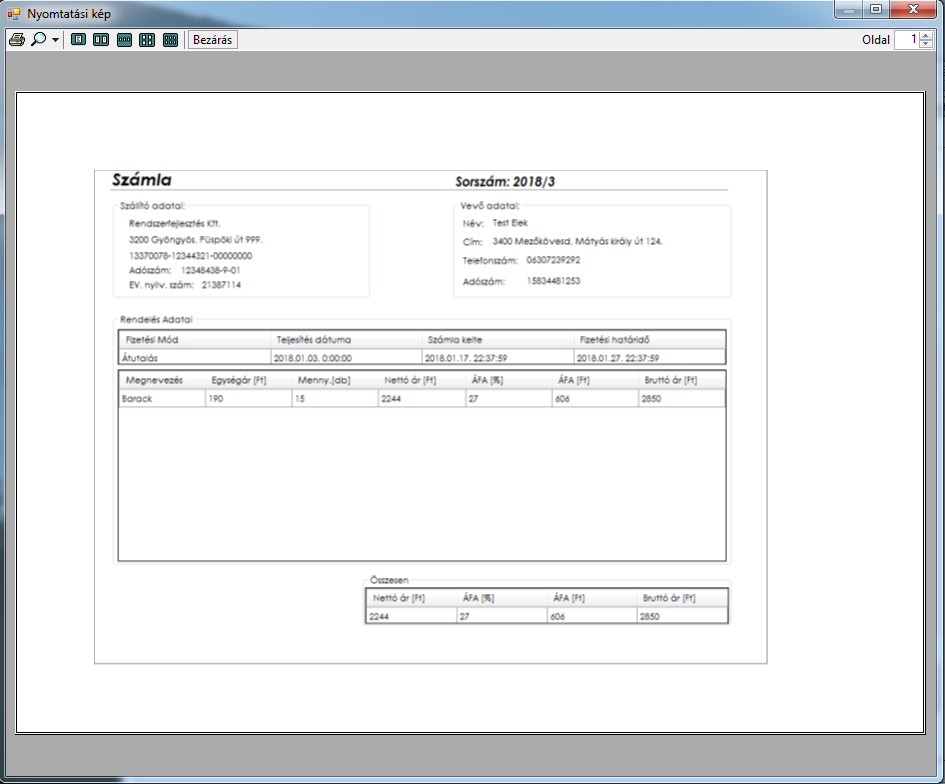 Nyomtatási kép
Bezárás
Oldal 1
Számla
Sorszám: 2018/3
Szállító adatai:
Rendszerfejlesztés Kft.
3200 Gyöngyös, Püspöki út 999.
13370078-12344321-00000000
Adószám: 12348438-9-01
EV. nyilv. szám: 21387114
Vevő adatai:
Név: Test Elek
Cím: 3400 Mezőkövesd, Mátyás király út 124.
Telefonszám: 06307239292
Adószám: 15834481253
Rendelés Adatai
Fizetési Mód Teljesítés dátuma Számla kelte Fizetési határidő
Átutalás 2018.01.03. 0:00:00 2018.01.17. 22:37:59 2018.01.27. 22:37:59
Megnevezés Egységár [Ft] Menny.[db] Nettó ár [Ft] ÁFA [%] ÁFA [Ft] Bruttó ár [Ft]
Barack 190 15 2244 27 606 2850
Összesen
Nettó ár [Ft] ÁFA [%] ÁFA [Ft] Bruttó ár [Ft]
2244 27 606 2850